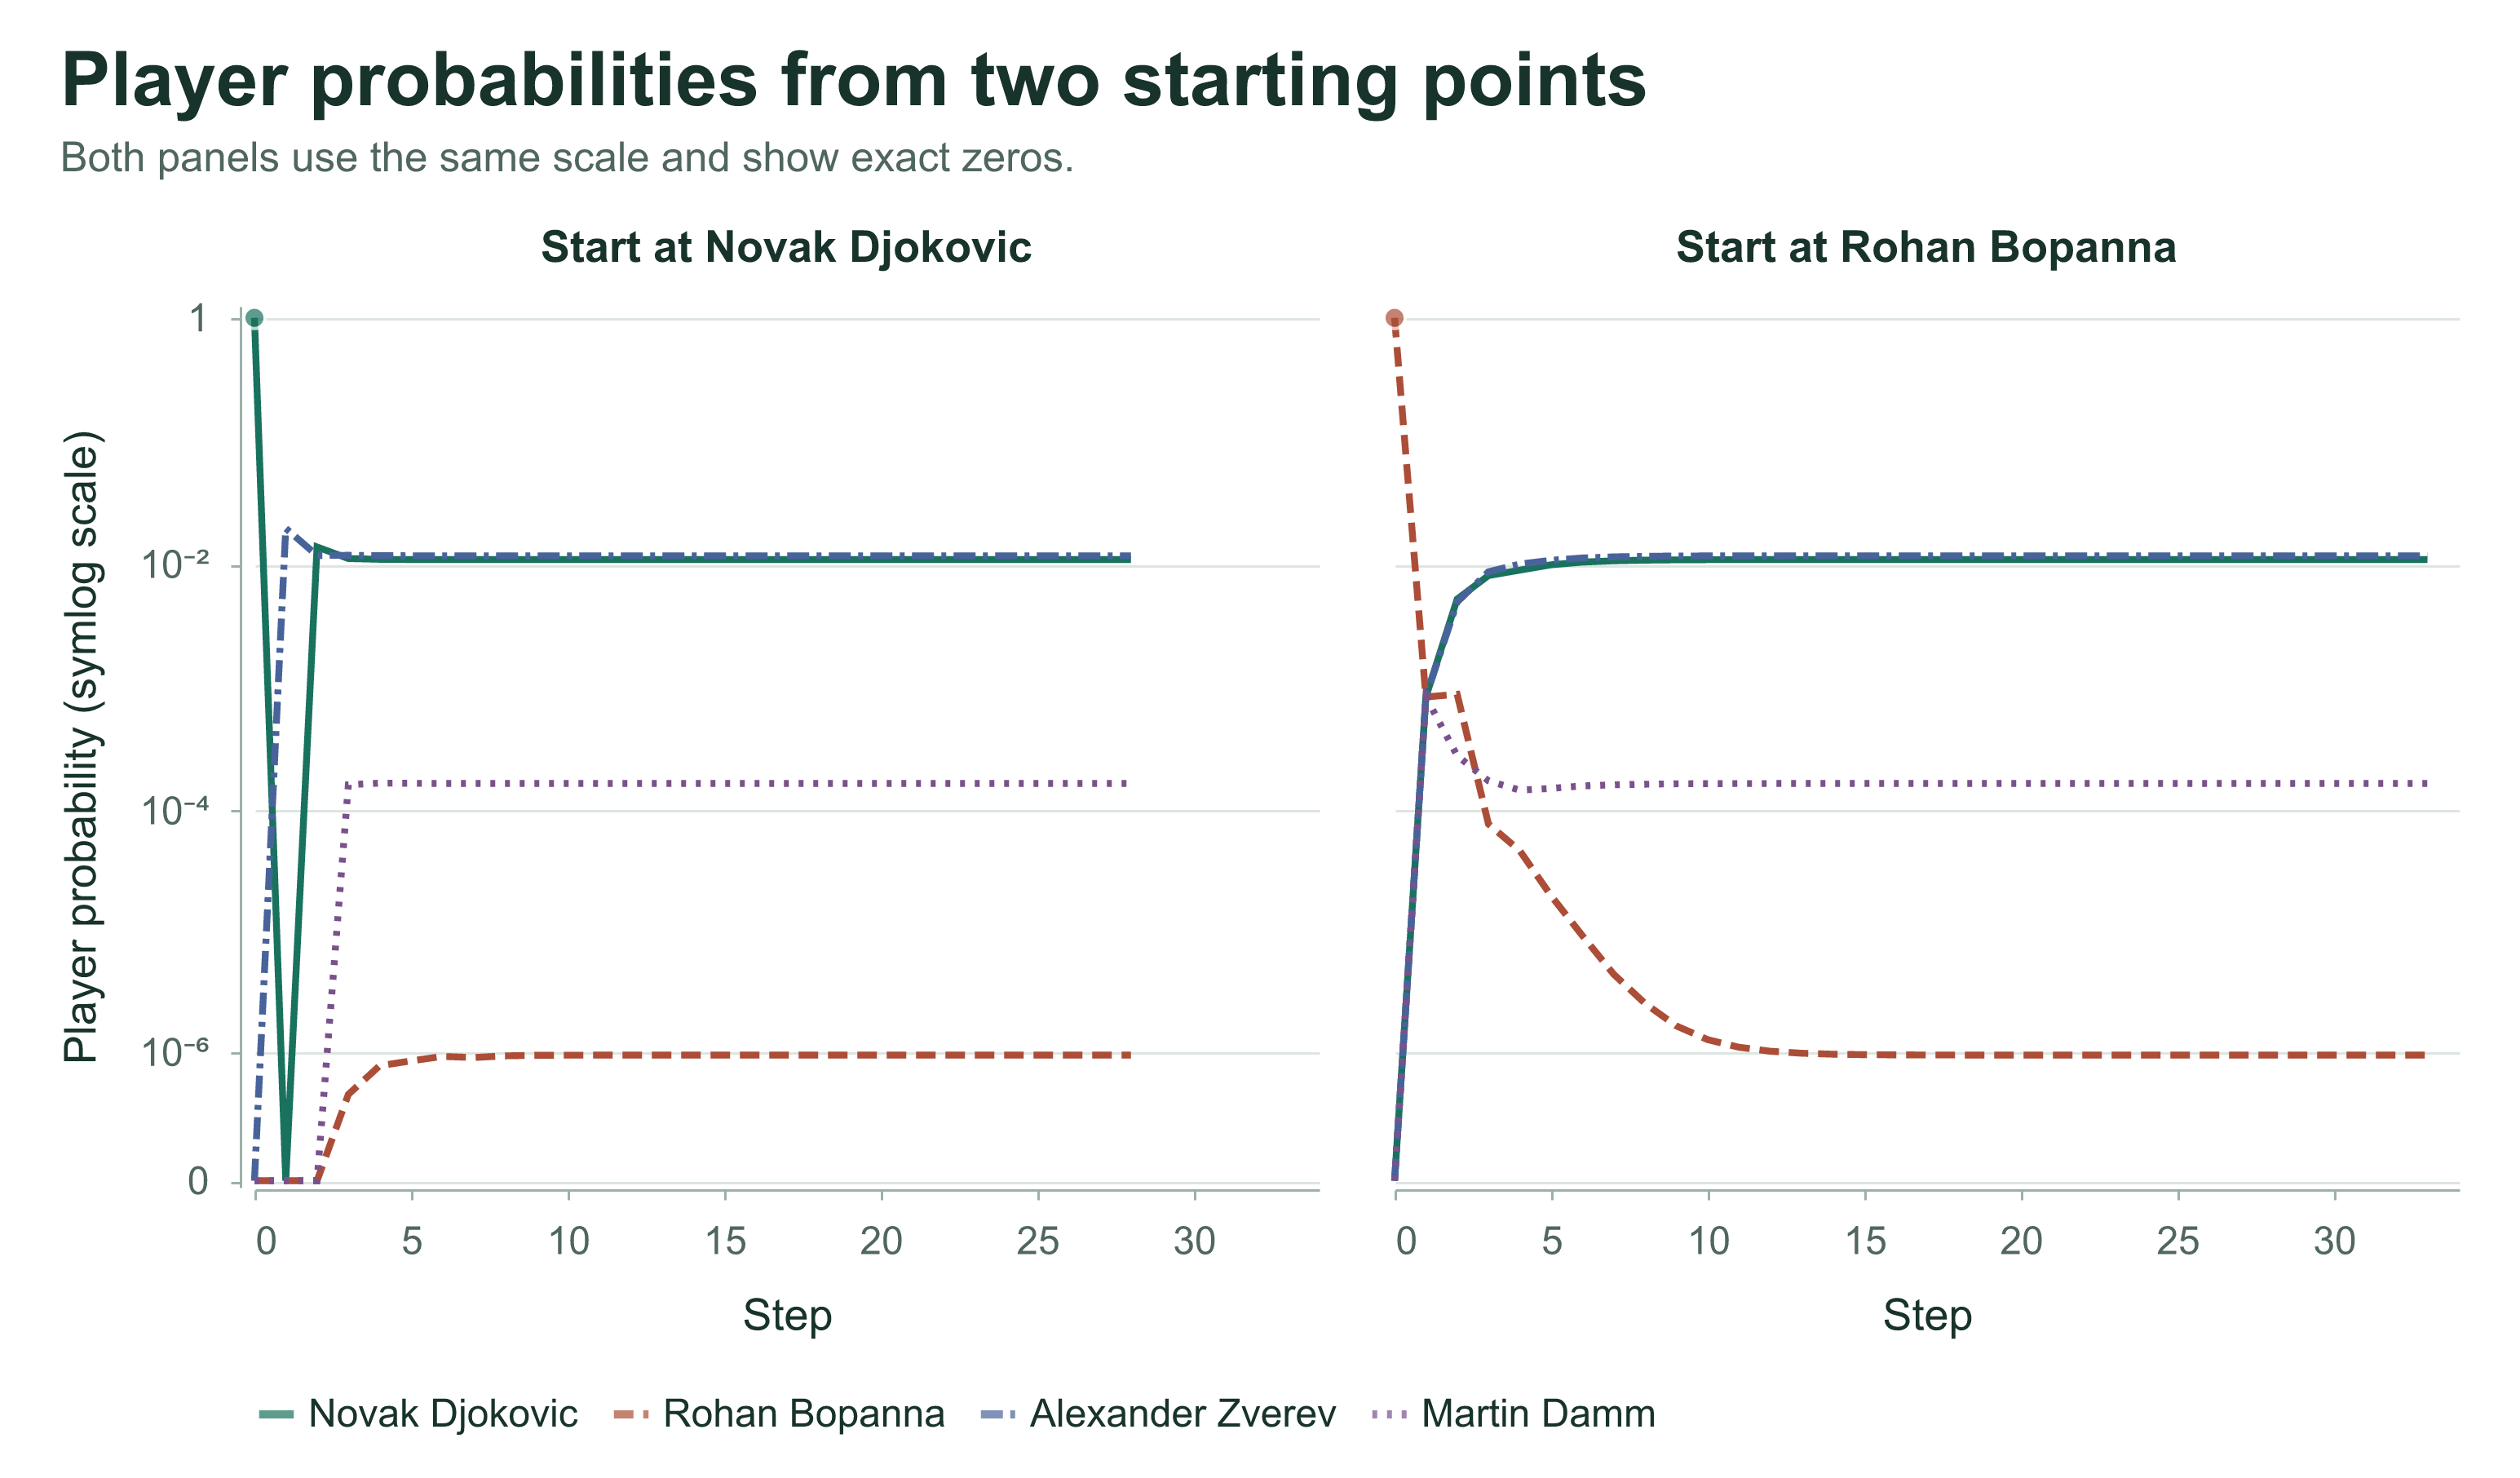 Player probabilities from two starting points
Both panels use the same scale and show exact zeros.
Start at Novak Djokovic
Start at Rohan Bopanna
Player probability (symlog scale)
1
10⁻²
10⁻⁴
10⁻⁶
0
0 5 10 15 20 25 30
0 5 10 15 20 25 30
Step
Step
Novak Djokovic Rohan Bopanna Alexander Zverev Martin Damm